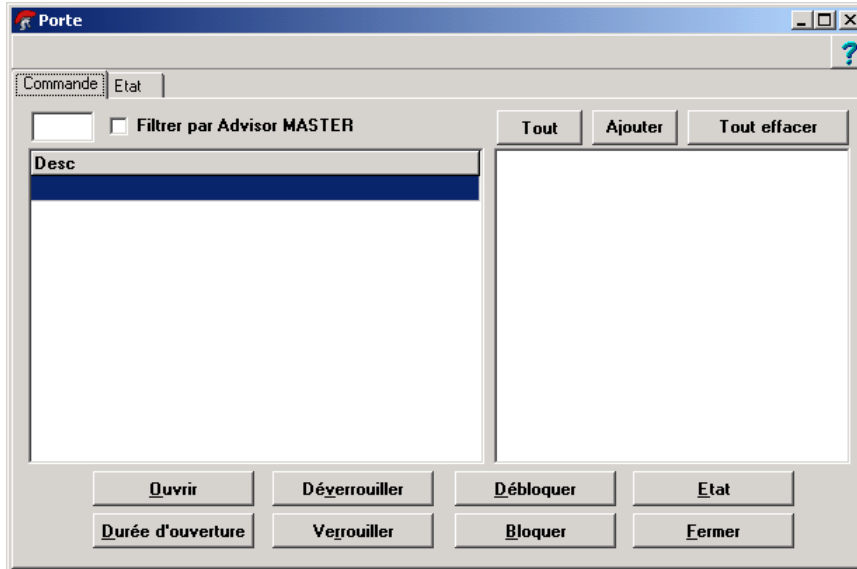 Porte
?
Commande Etat
Filtrer par Advisor MASTER Tout Ajouter Tout effacer
Desc
Ouvrir Déverrouiller Débloquer Etat
Durée d'ouverture Verrouiller Bloquer Fermer